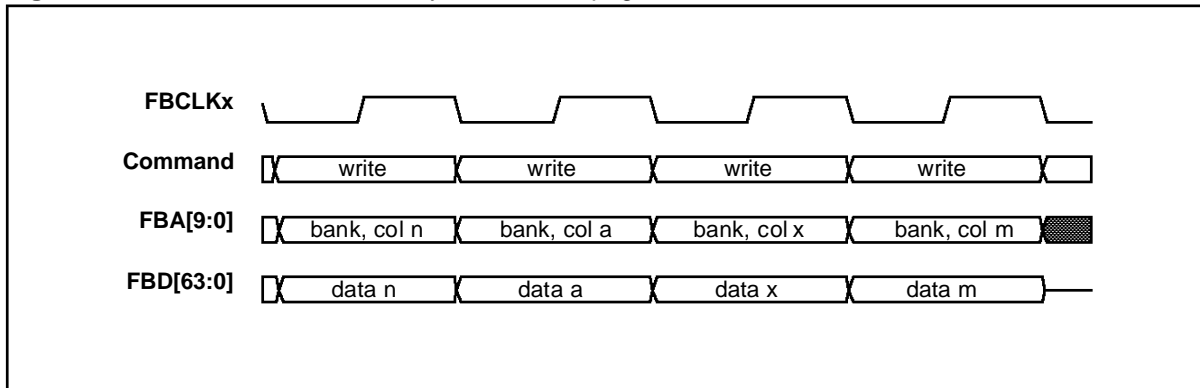 FBCLKx
Command write write write write
FBA[9:0] bank, col n bank, col a bank, col x bank, col m
FBD[63:0] data n data a data x data m